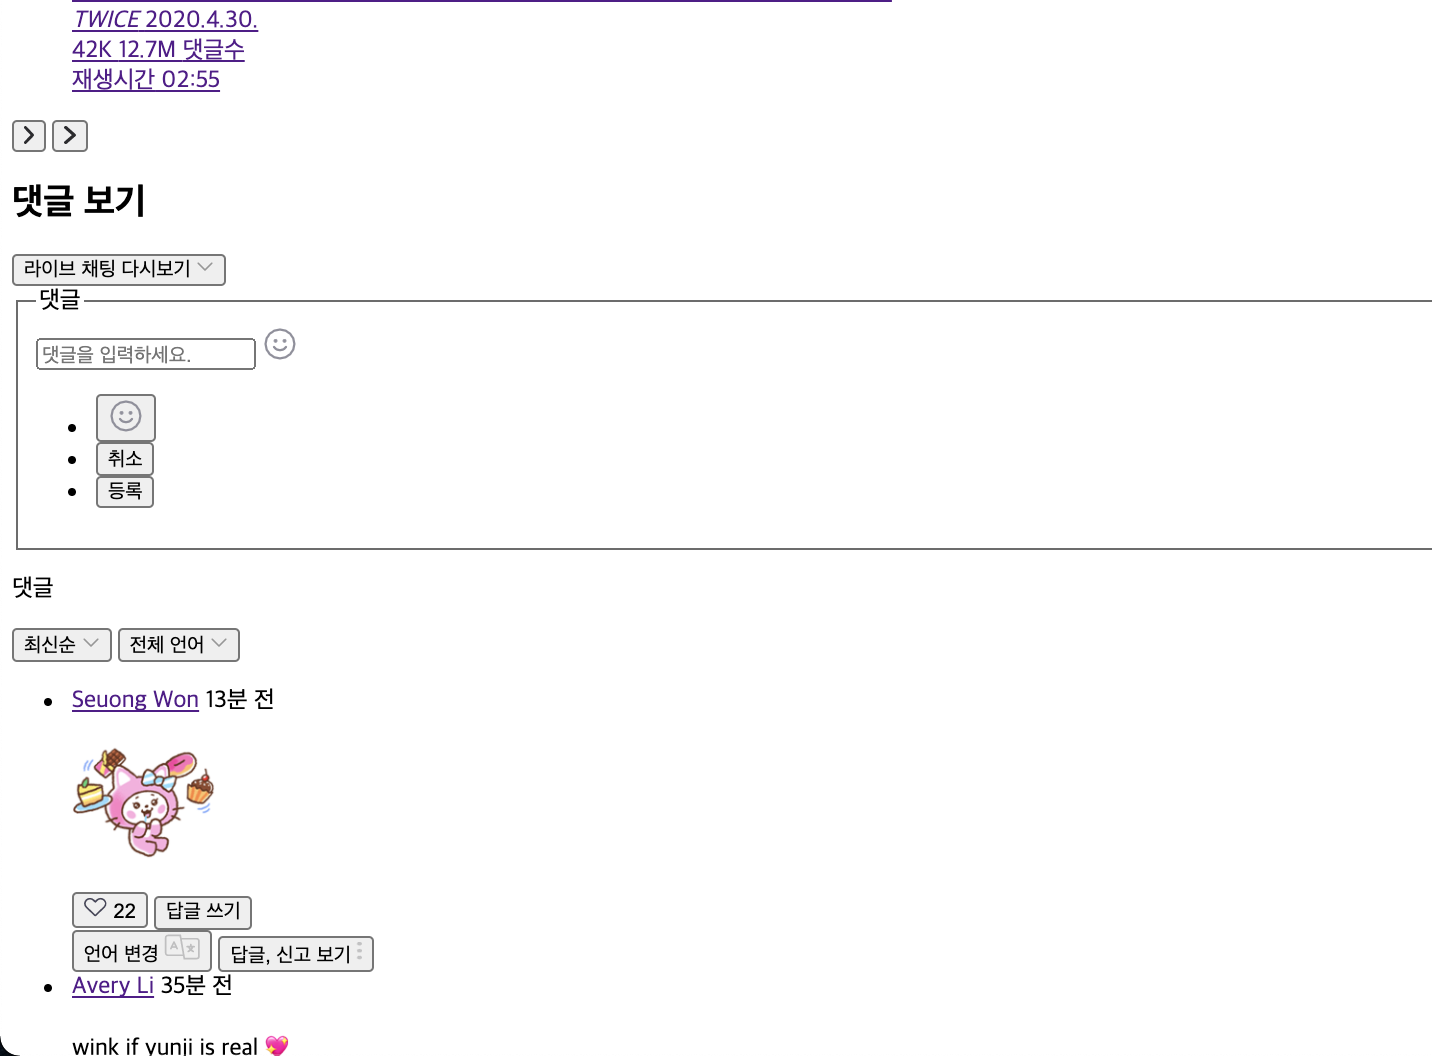 TWICE 2020.4.30.
42K 12.7M 댓글수
재생시간 02:55
댓글 보기
라이브 채팅 다시보기
댓글
댓글을 입력하세요.
취소
등록
댓글
최신순 전체 언어
Seuong Won 13분 전
22 답글 쓰기
언어 변경 답글, 신고 보기
Avery Li 35분 전
wink if yunji is real 💖